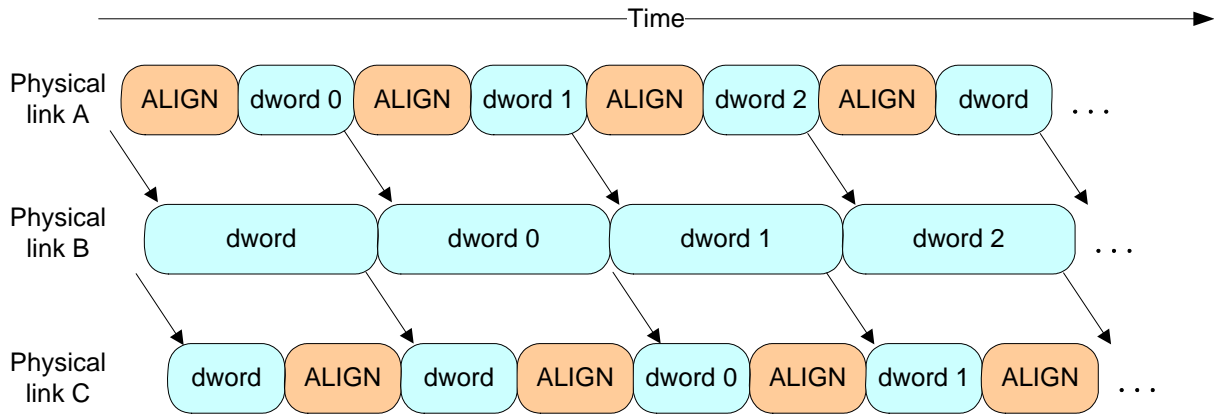 Time
Physical
link A
ALIGN dword 0 ALIGN dword 1 ALIGN dword 2 ALIGN dword . . .
Physical
link B
dword dword 0 dword 1 dword 2 . . .
Physical
link C
dword ALIGN dword ALIGN dword 0 ALIGN dword 1 ALIGN . . .